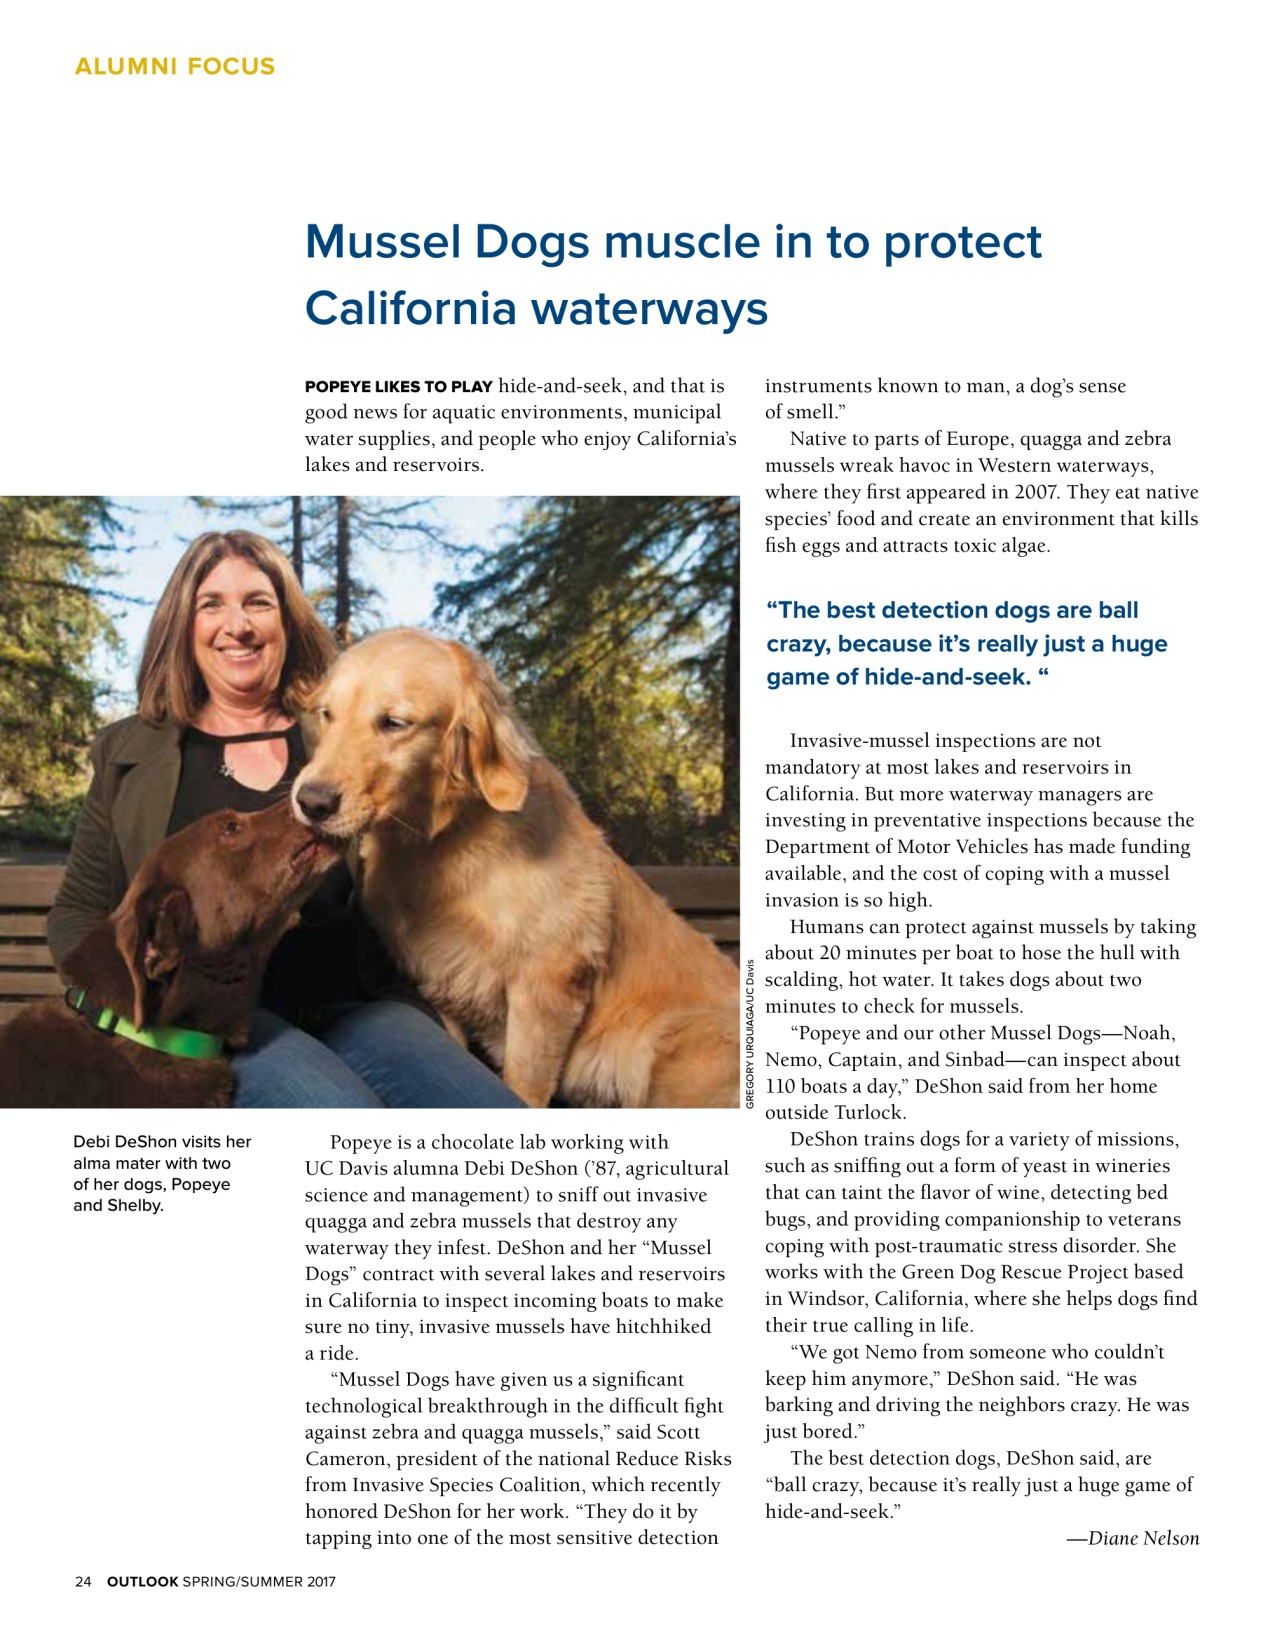 ALUMNI FOCUS
Mussel Dogs muscle in to protect
California waterways
POPEYE LIKES TO PLAY hide-and-seek, and that is
good news for aquatic environments, municipal
water supplies, and people who enjoy California’s
lakes and reservoirs.
GREGORY URQUIAGA/UC Davis
Debi DeShon visits her
alma mater with two
of her dogs, Popeye
and Shelby.
Popeye is a chocolate lab working with
UC Davis alumna Debi DeShon (’87, agricultural
science and management) to sniff out invasive
quagga and zebra mussels that destroy any
waterway they infest. DeShon and her “Mussel
Dogs” contract with several lakes and reservoirs
in California to inspect incoming boats to make
sure no tiny, invasive mussels have hitchhiked
a ride.
“Mussel Dogs have given us a significant
technological breakthrough in the difficult fight
against zebra and quagga mussels,” said Scott
Cameron, president of the national Reduce Risks
from Invasive Species Coalition, which recently
honored DeShon for her work. “They do it by
tapping into one of the most sensitive detection
instruments known to man, a dog’s sense
of smell.”
Native to parts of Europe, quagga and zebra
mussels wreak havoc in Western waterways,
where they first appeared in 2007. They eat native
species’ food and create an environment that kills
fish eggs and attracts toxic algae.
“The best detection dogs are ball
crazy, because it’s really just a huge
game of hide-and-seek. “
Invasive-mussel inspections are not
mandatory at most lakes and reservoirs in
California. But more waterway managers are
investing in preventative inspections because the
Department of Motor Vehicles has made funding
available, and the cost of coping with a mussel
invasion is so high.
Humans can protect against mussels by taking
about 20 minutes per boat to hose the hull with
scalding, hot water. It takes dogs about two
minutes to check for mussels.
“Popeye and our other Mussel Dogs—Noah,
Nemo, Captain, and Sinbad—can inspect about
110 boats a day,” DeShon said from her home
outside Turlock.
DeShon trains dogs for a variety of missions,
such as sniffing out a form of yeast in wineries
that can taint the flavor of wine, detecting bed
bugs, and providing companionship to veterans
coping with post-traumatic stress disorder. She
works with the Green Dog Rescue Project based
in Windsor, California, where she helps dogs find
their true calling in life.
“We got Nemo from someone who couldn’t
keep him anymore,” DeShon said. “He was
barking and driving the neighbors crazy. He was
just bored.”
The best detection dogs, DeShon said, are
“ball crazy, because it’s really just a huge game of
hide-and-seek.”
—Diane Nelson
24 OUTLOOK SPRING/SUMMER 2017